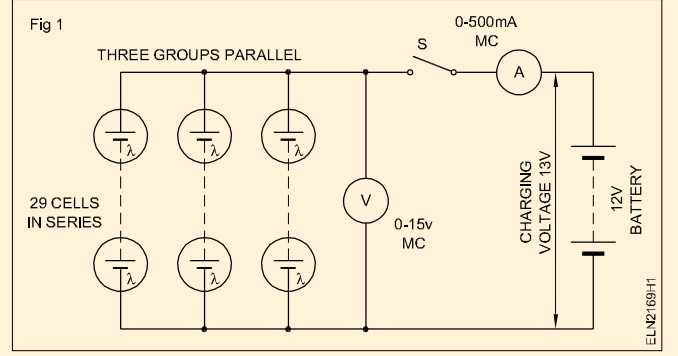 Fig 1
THREE GROUPS PARALLEL
S
0-500mA
MC
A
29 CELLS
IN SERIES
λ
λ
λ
λ
λ
λ
V
0-15v
MC
CHARGING
VOLTAGE 13V
12V
BATTERY
ELN2169H1